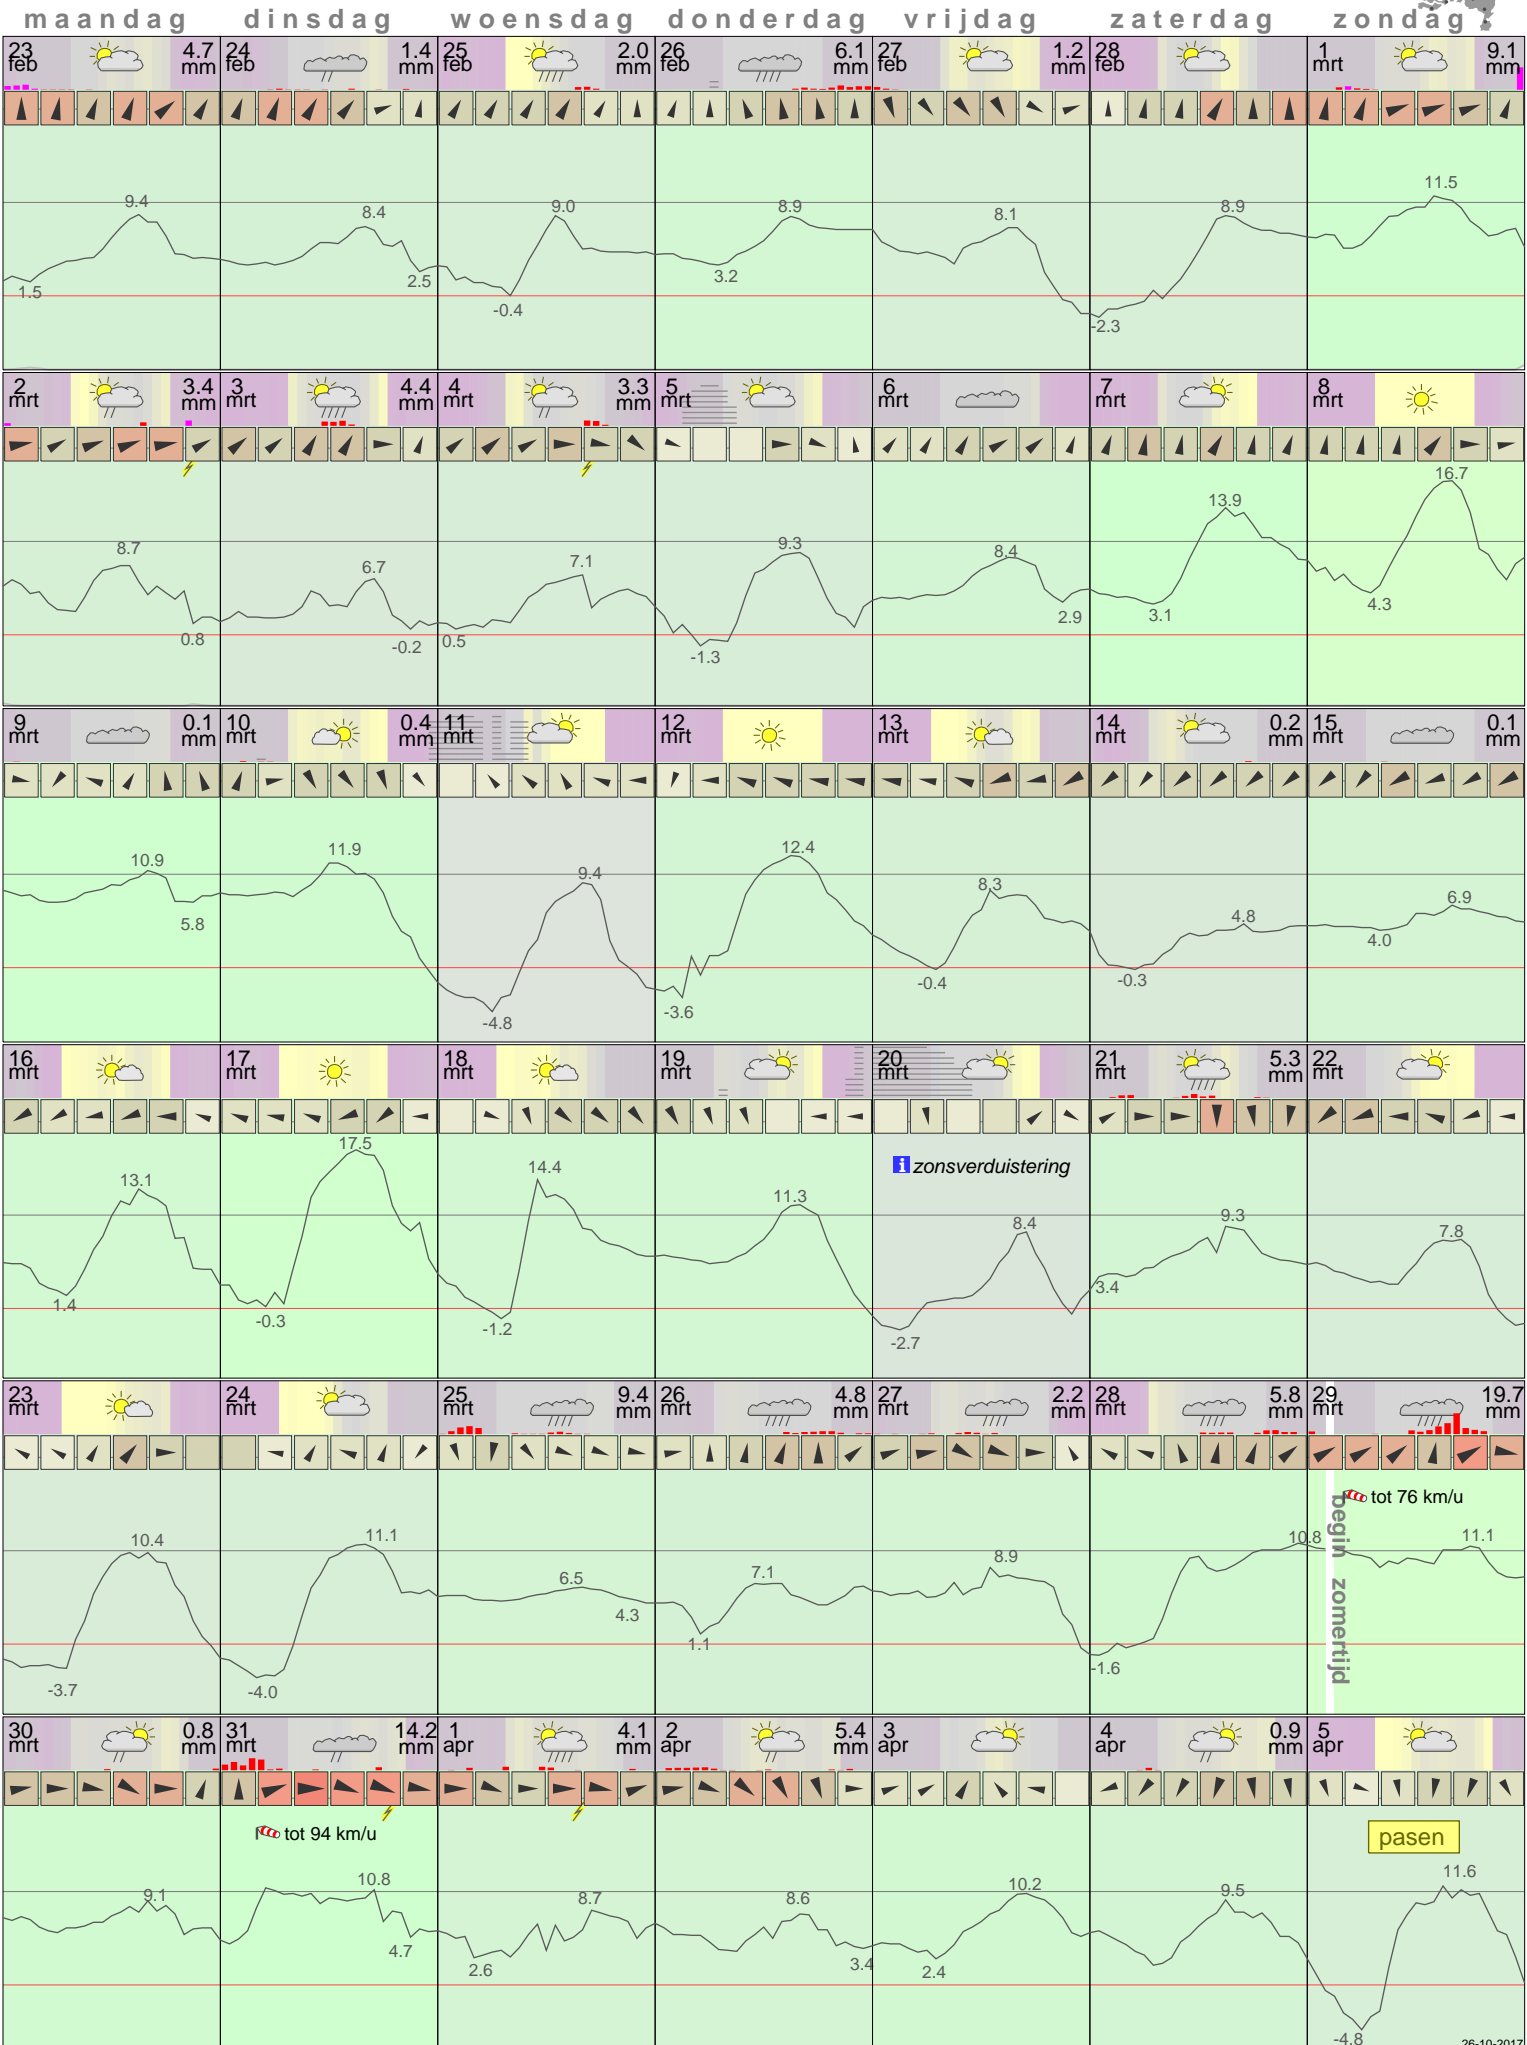 maandag dinsdag woensdag donderdag vrijdag zaterdag zondag
23 feb 4.7 mm
24 feb 1.4 mm
25 feb 2.0 mm
26 feb 6.1 mm
27 feb 1.2 mm
28 feb
1 mrt 9.1 mm
9.4 1.5
8.4 2.5
9.0 -0.4
8.9 3.2
8.1
8.9 -2.3
11.5
2 mrt 3.4 mm
3 mrt 4.4 mm
4 mrt 3.3 mm
5 mrt
6 mrt
7 mrt
8 mrt
8.7 0.8
6.7 -0.2
7.1 0.5
9.3 -1.3
8.4 2.9
13.9 3.1
16.7 4.3
9 mrt 0.1 mm
10 mrt 0.4 mm
11 mrt
12 mrt
13 mrt
14 mrt 0.2 mm
15 mrt 0.1 mm
10.9 5.8
11.9
9.4 -4.8
12.4 -3.6
8.3 -0.4
4.8 -0.3
6.9 4.0
16 mrt
17 mrt
18 mrt
19 mrt
20 mrt
21 mrt 5.3 mm
22 mrt
i zonsverduistering
13.1 1.4
17.5 -0.3
14.4 -1.2
11.3
8.4 -2.7
9.3 3.4
7.8
23 mrt
24 mrt
25 mrt 9.4 mm
26 mrt 4.8 mm
27 mrt 2.2 mm
28 mrt 5.8 mm
29 mrt 19.7 mm
tot 76 km/u
begin zomertijd
10.4 -3.7
11.1 -4.0
6.5 4.3
7.1 1.1
8.9
10.8 -1.6
11.1
30 mrt 0.8 mm
31 mrt 14.2 mm
1 apr 4.1 mm
2 apr 5.4 mm
3 apr
4 apr 0.9 mm
5 apr
tot 94 km/u
pasen
9.1
10.8 4.7
8.7 2.6
8.6 3.4
10.2 2.4
9.5
11.6 -4.8
26-10-2017